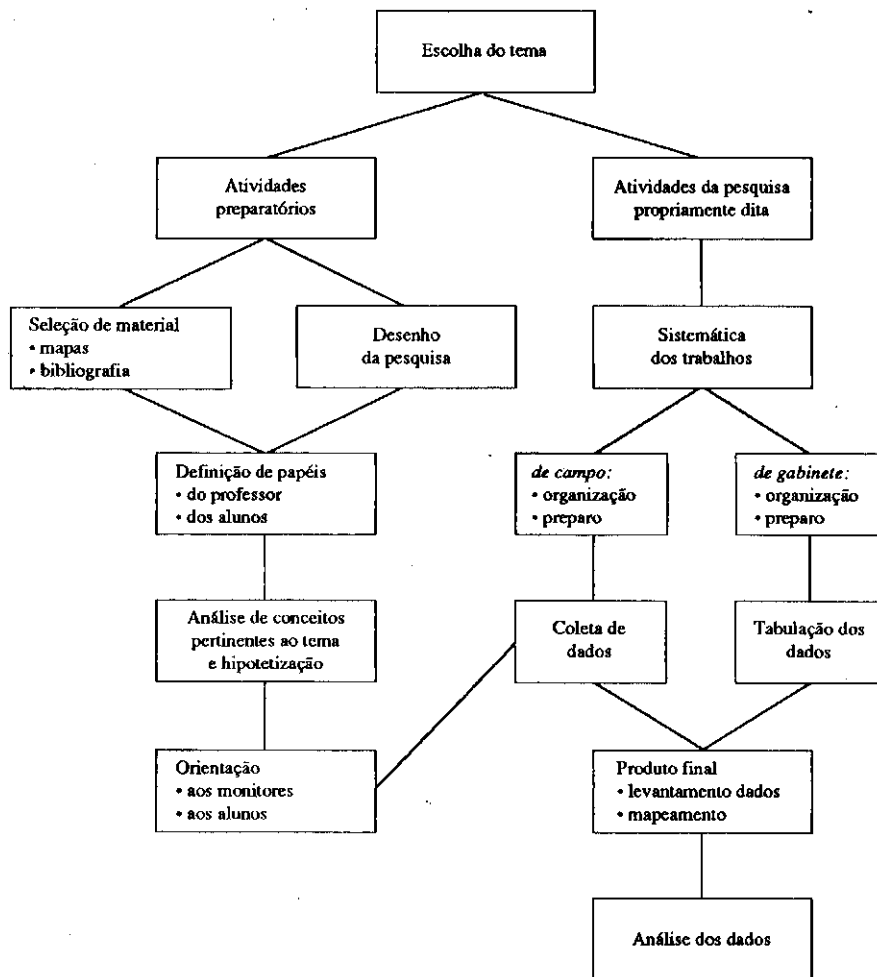 Escolha do tema
Atividades
preparatórios
Atividades da pesquisa
propriamente dita
Seleção de material
• mapas
• bibliografia
Desenho
da pesquisa
Sistemática
dos trabalhos
Definição de papéis
• do professor
• dos alunos
de campo:
• organização
• preparo
de gabinete:
• organização
• preparo
Análise de conceitos
pertinentes ao tema
e hipotetização
Coleta de
dados
Tabulação dos
dados
Orientação
• aos monitores
• aos alunos
Produto final
• levantamento dados
• mapeamento
Análise dos dados